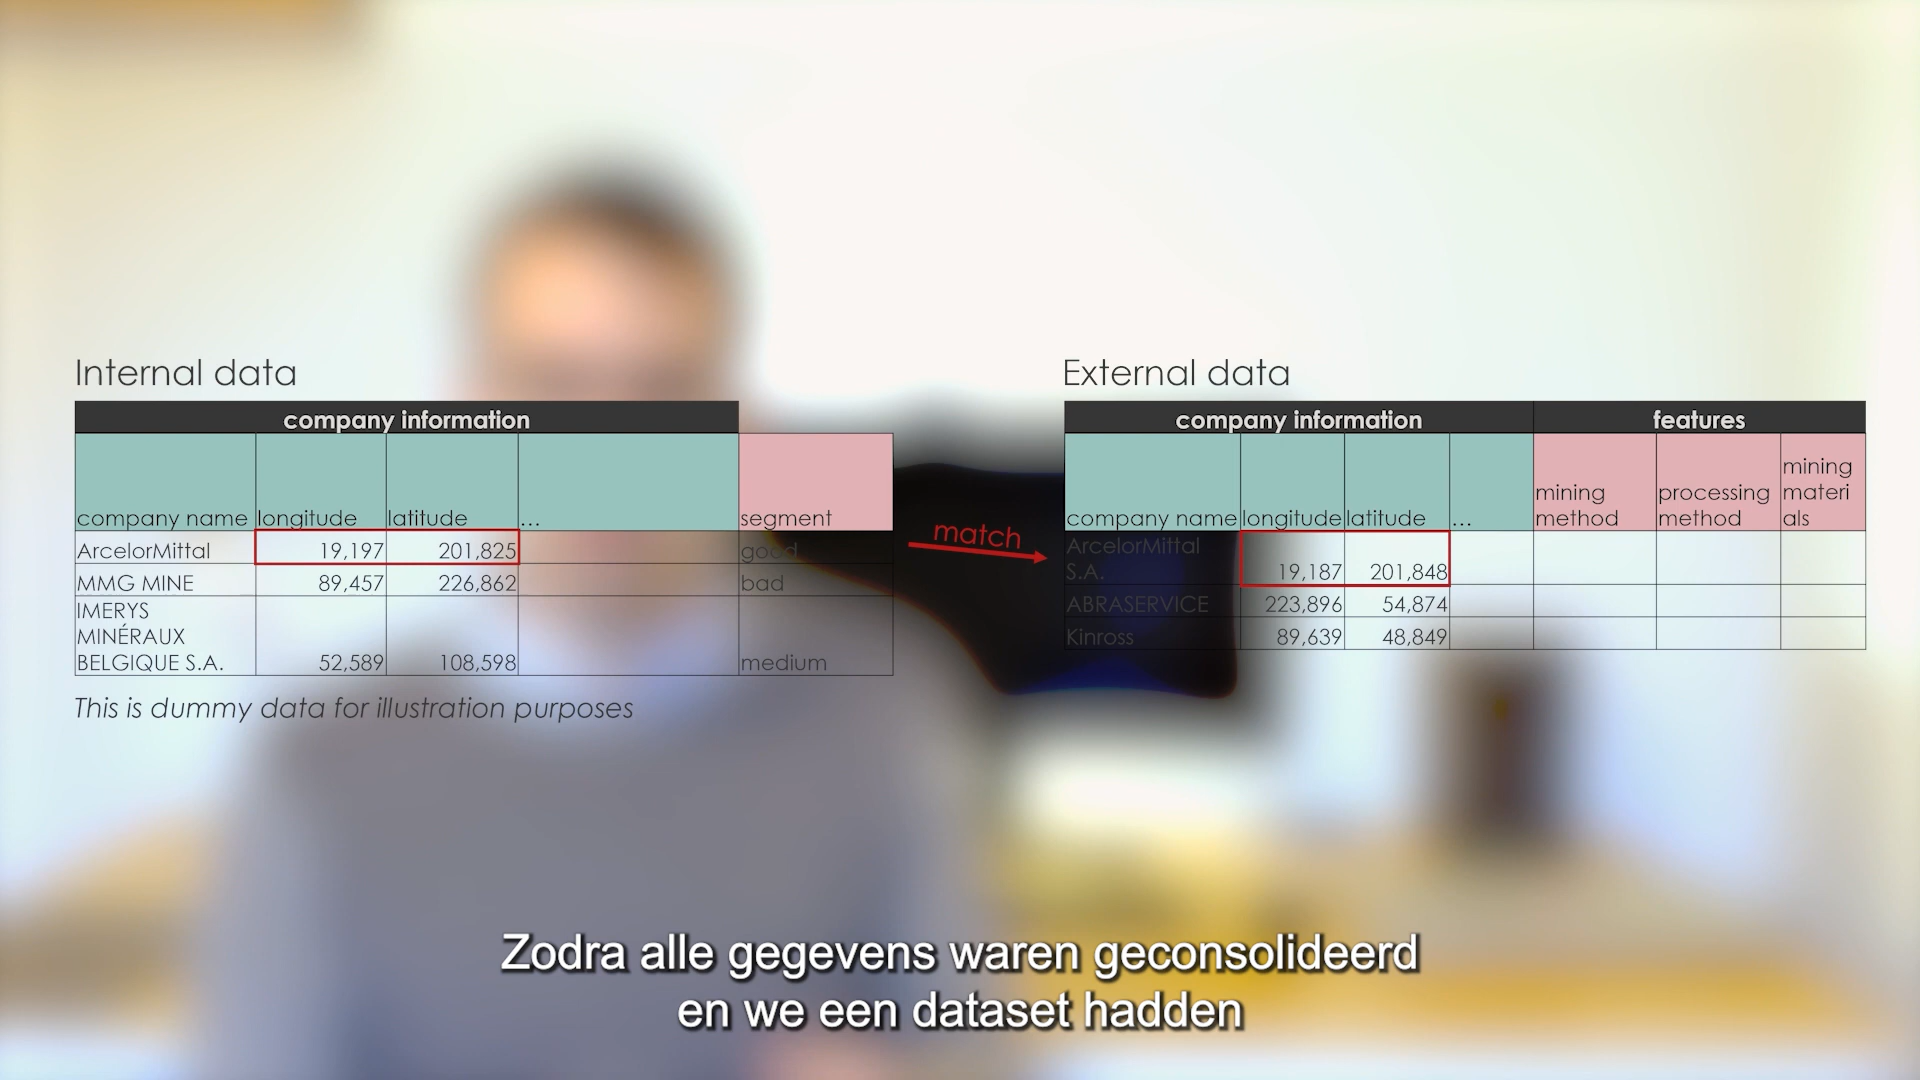 Internal data
company information
company name longitude latitude ... segment
ArcelorMittal 19,197 201,825 good
MMG MINE 89,457 226,862 bad
IMERYS
MINÉRAUX
BELGIQUE S.A. 52,589 108,598 medium
This is dummy data for illustration purposes
match
External data
company information features
company name longitude latitude ... mining method processing method mining materi als
ArcelorMittal
S.A. 19,187 201,848
ABRASERVICE 223,896 54,874
Kinross 89,639 48,849
Zodra alle gegevens waren geconsolideerd
en we een dataset hadden